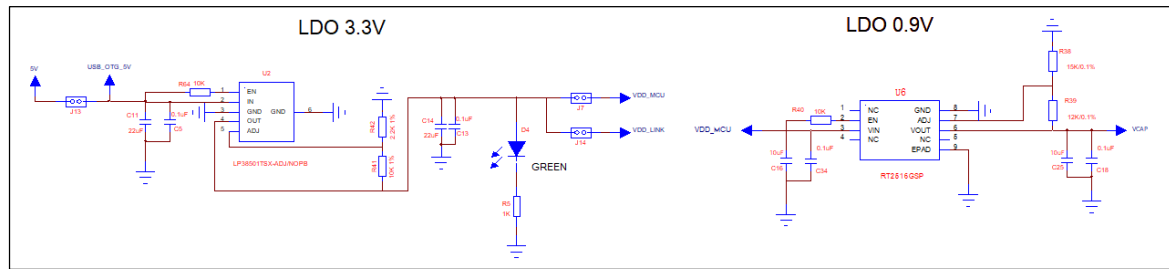 LDO 3.3V
5V
USB_OTG_5V
J13
R64
10K
C11
22uF
0.1uF
C5
U2
1
2
3
4
5
EN
IN
GND
OUT
ADJ
GND
6
LP38501TSX-ADJ/NOPB
R42
2.2K 1%
R41
10K 1%
C14
22uF
0.1uF
C13
D4
GREEN
R5
1K
J7
VDD_MCU
J14
VDD_LINK
LDO 0.9V
VDD_MCU
R40
10K
10uF
C16
0.1uF
C34
U6
1
2
3
4
NC
EN
VIN
NC
GND
ADJ
VOUT
NC
EPAD
8
7
6
5
9
RT2516GSP
R38
15K/0.1%
R39
12K/0.1%
VCAP
10uF
C25
0.1uF
C18